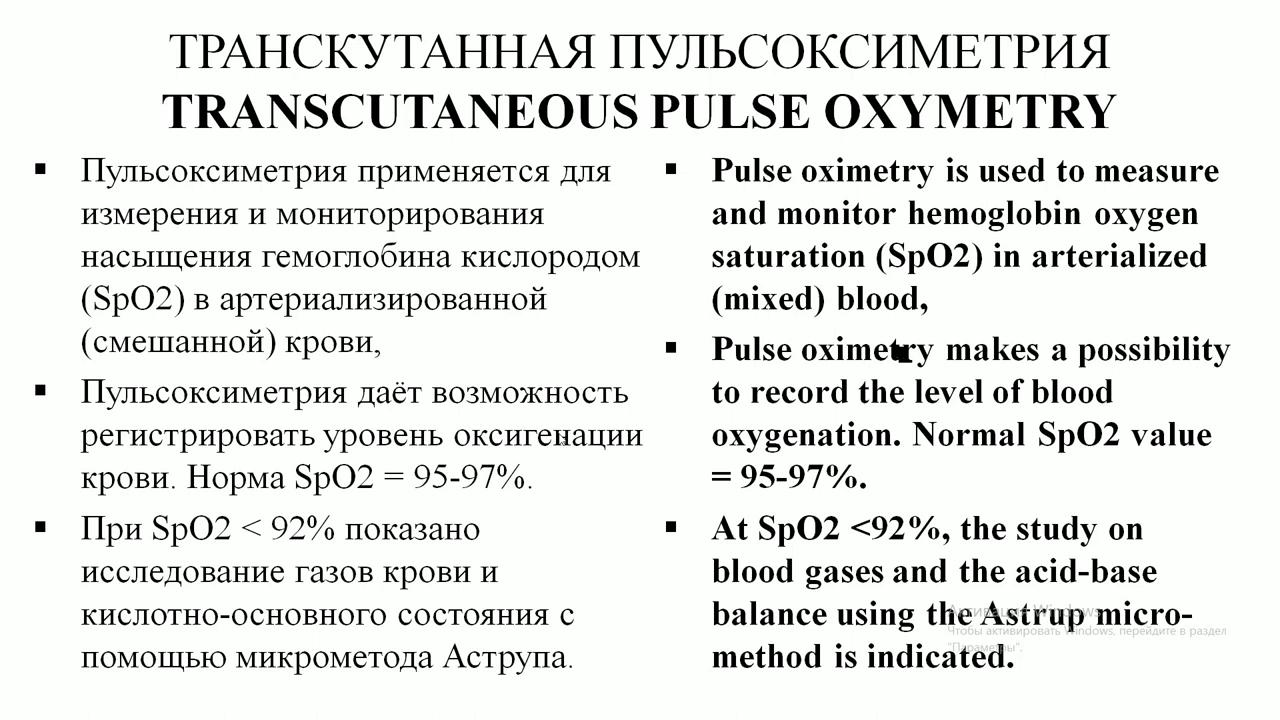 ТРАНСКУТАННАЯ ПУЛЬСОКСИМЕТРИЯ
TRANSCUTANEOUS PULSE OXYMETRY
▪ Пульсоксиметрия применяется для
измерения и мониторирования
насыщения гемоглобина кислородом
(SpO2) в артериализированной
(смешанной) крови,
▪ Пульсоксиметрия даёт возможность
регистрировать уровень оксигенации
крови. Норма SpO2 = 95-97%.
▪ При SpO2 < 92% показано
исследование газов крови и
кислотно-основного состояния с
помощью микрометода Аструпа.
▪ Pulse oximetry is used to measure
and monitor hemoglobin oxygen
saturation (SpO2) in arterialized
(mixed) blood,
▪ Pulse oximetry makes a possibility
to record the level of blood
oxygenation. Normal SpO2 value
= 95-97%.
▪ At SpO2 <92%, the study on
blood gases and the acid-base
balance using the Astrup micro-
method is indicated.
Активация Windows
Чтобы активировать Windows, перейдите в раздел
"Параметры".